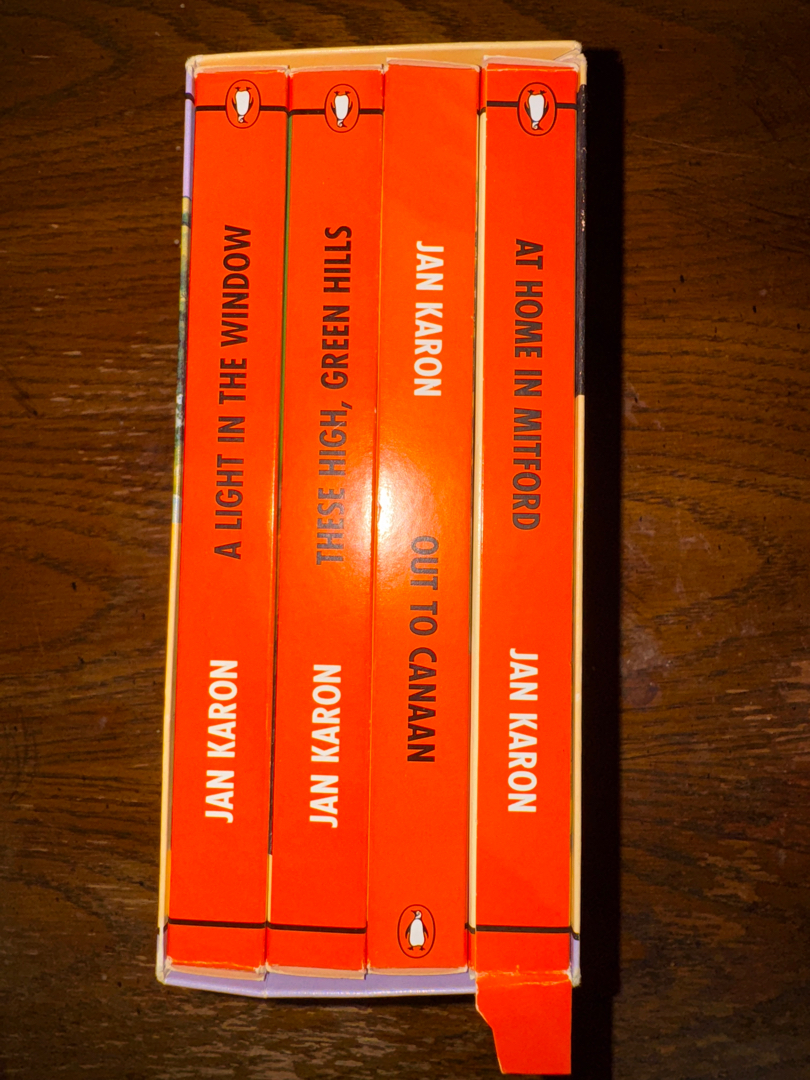 A LIGHT IN THE WINDOW
JAN KARON
THESE HIGH, GREEN HILLS
JAN KARON
JAN KARON
OUT TO CANAAN
AT HOME IN MITFORD
JAN KARON